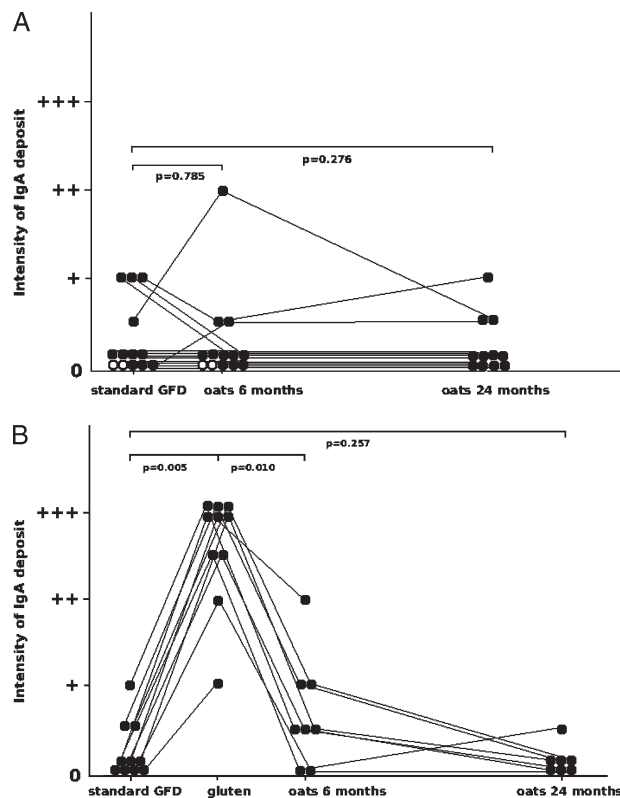 A
Intensity of IgA deposit
+++
++
+
0
p=0.276
p=0.785
standard GFD oats 6 months oats 24 months
B
Intensity of IgA deposit
+++
++
+
0
p=0.257
p=0.005 p=0.010
standard GFD gluten oats 6 months oats 24 months